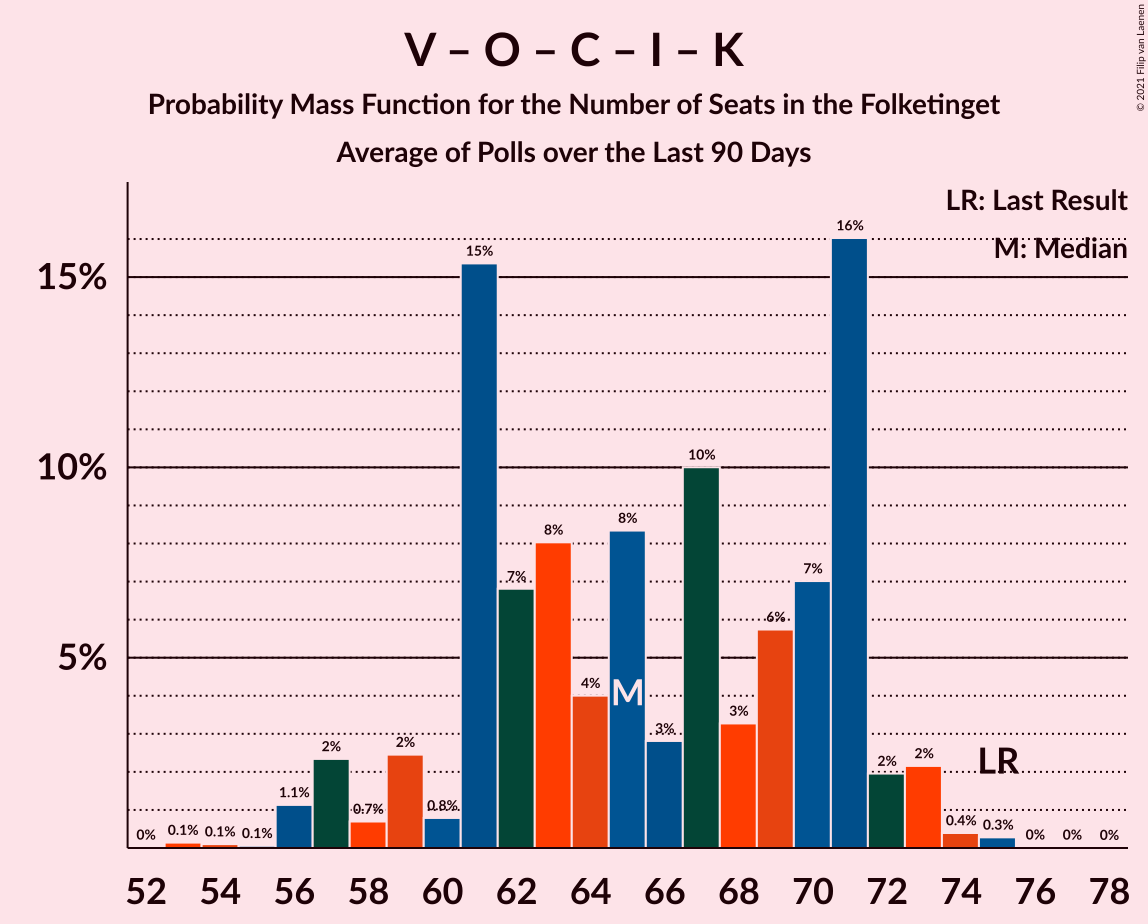 V – O – C – I – K
Probability Mass Function for the Number of Seats in the Folketinget
Average of Polls over the Last 90 Days
© 2021 Filip van Laenen
LR: Last Result
M: Median
15%
10%
5%
0% 0.1% 0.1% 0.1% 1.1% 2% 0.7% 2% 0.8% 15% 7% 8% 4% 8% 3% 10% 3% 6% 7% 16% 2% 2% 0.4% 0.3% 0% 0% 0%
M
LR
52 54 56 58 60 62 64 66 68 70 72 74 76 78